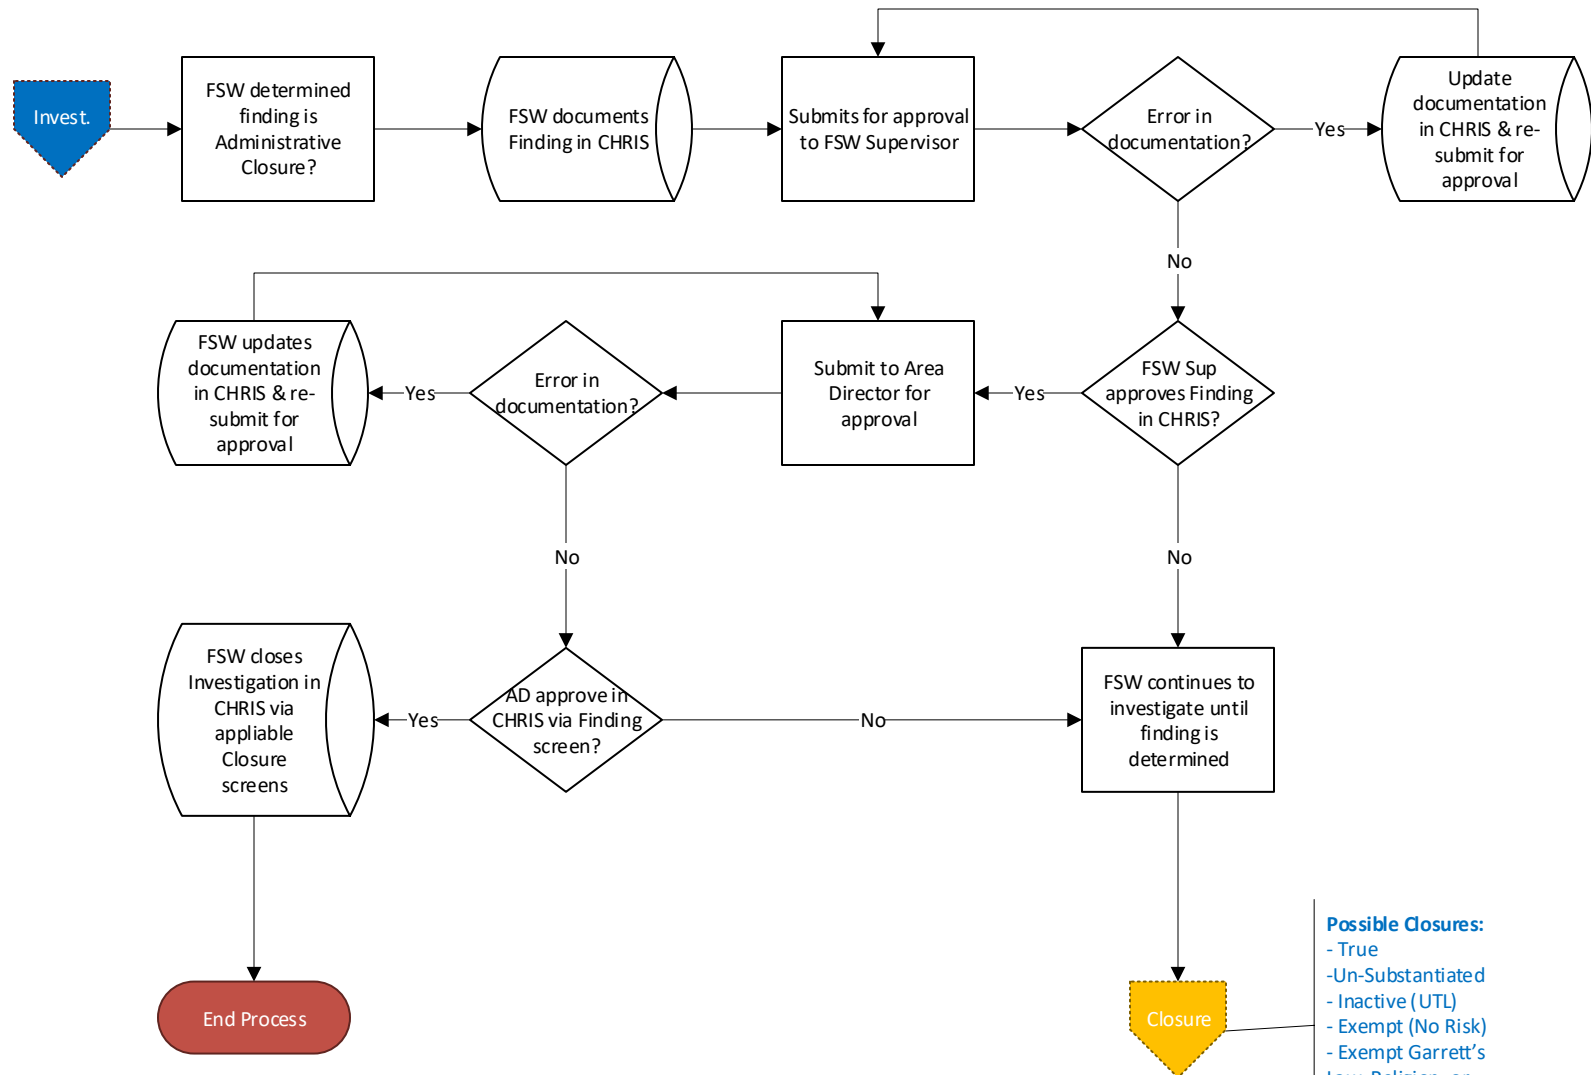 Invest.
FSW determined
finding is
Administrative
Closure?
FSW documents
Finding in CHRIS
Submits for approval
to FSW Supervisor
Error in
documentation?
Yes
Update
documentation
in CHRIS & re-
submit for
approval
No
FSW updates
documentation
in CHRIS & re-
submit for
approval
Yes
Error in
documentation?
Submit to Area
Director for
approval
Yes
FSW Sup
approves Finding
in CHRIS?
No
No
FSW closes
Investigation in
CHRIS via
appliable
Closure
screens
Yes
AD approve in
CHRIS via Finding
screen?
No
FSW continues to
investigate until
finding is
determined
End Process
Closure
Possible Closures:
- True
-Un-Substantiated
- Inactive (UTL)
- Exempt (No Risk)
- Exempt Garrett's